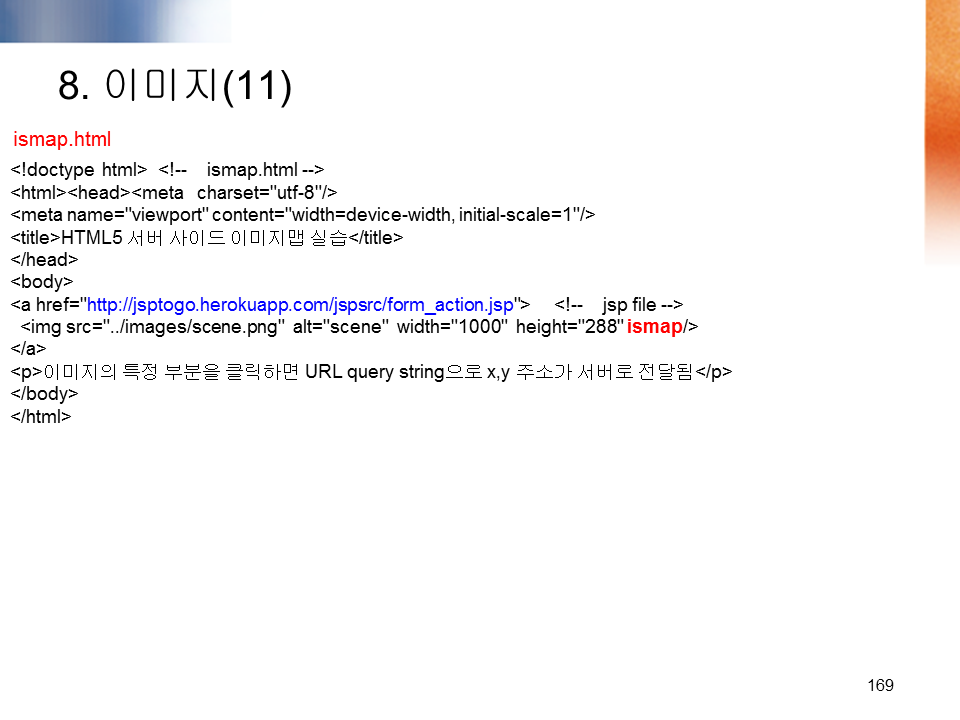 8. 이미지(11)
ismap.html
<!doctype html> <!-- ismap.html -->
<html><head><meta charset="utf-8"/>
<meta name="viewport" content="width=device-width, initial-scale=1"/>
<title>HTML5 서버 사이드 이미지맵 실습</title>
</head>
<body>
<a href="http://jsptogo.herokuapp.com/jspsrc/form_action.jsp"> <!-- jsp file -->
<img src="../images/scene.png" alt="scene" width="1000" height="288" ismap/>
</a>
<p>이미지의 특정 부분을 클릭하면 URL query string으로 x,y 주소가 서버로 전달됨</p>
</body>
</html>
169